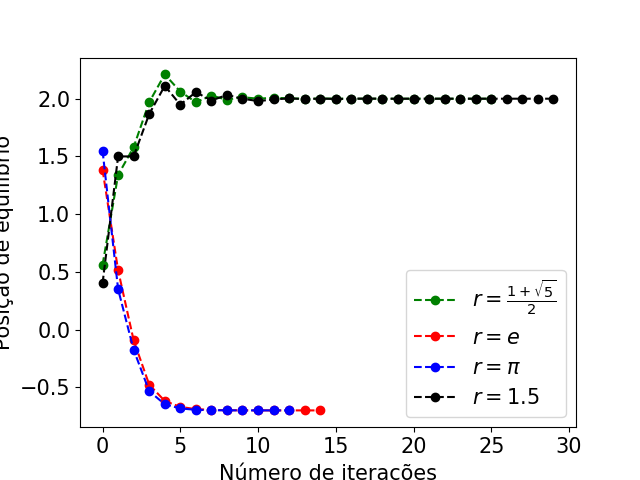 2.0
1.5
1.0
0.5
0.0
−0.5
Posição de equilíbrio
0 5 10 15 20 25 30
Número de iterações
r = (1+√5)/2
r = e
r = π
r = 1.5